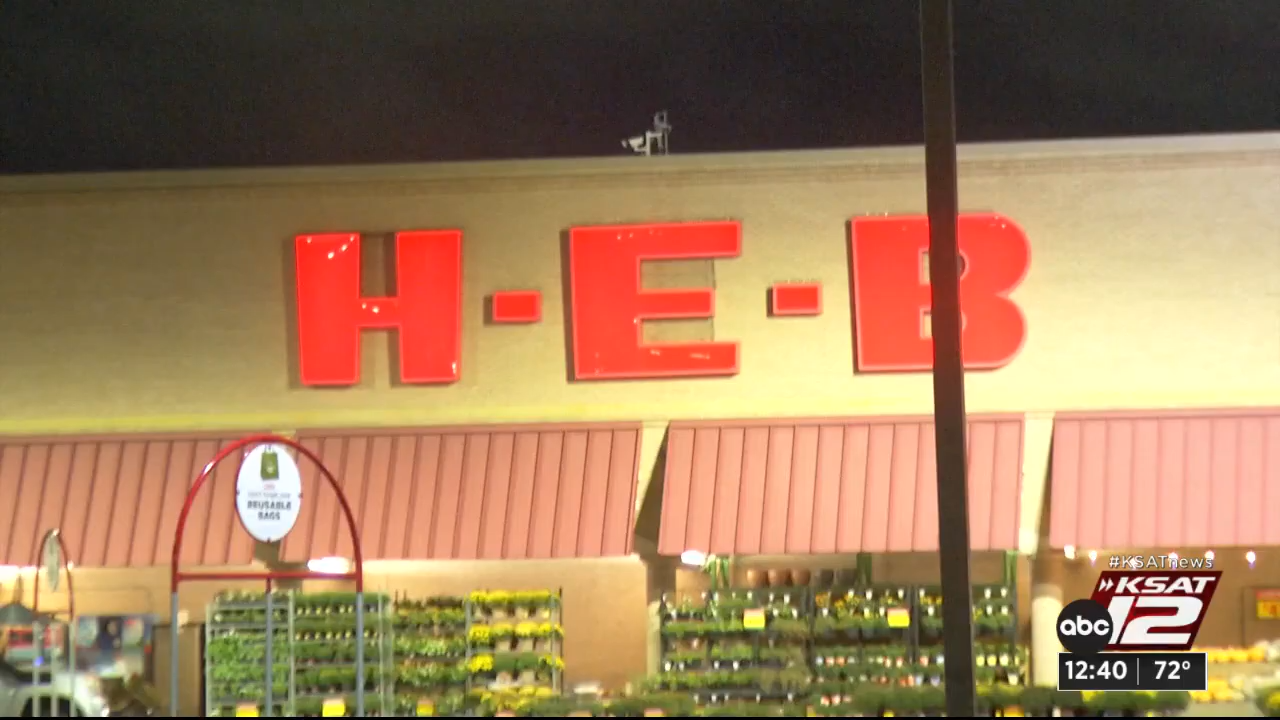 H-E-B
REUSABLE
BAGS
#KSATnews
KSAT
abc 12
12:40 72°